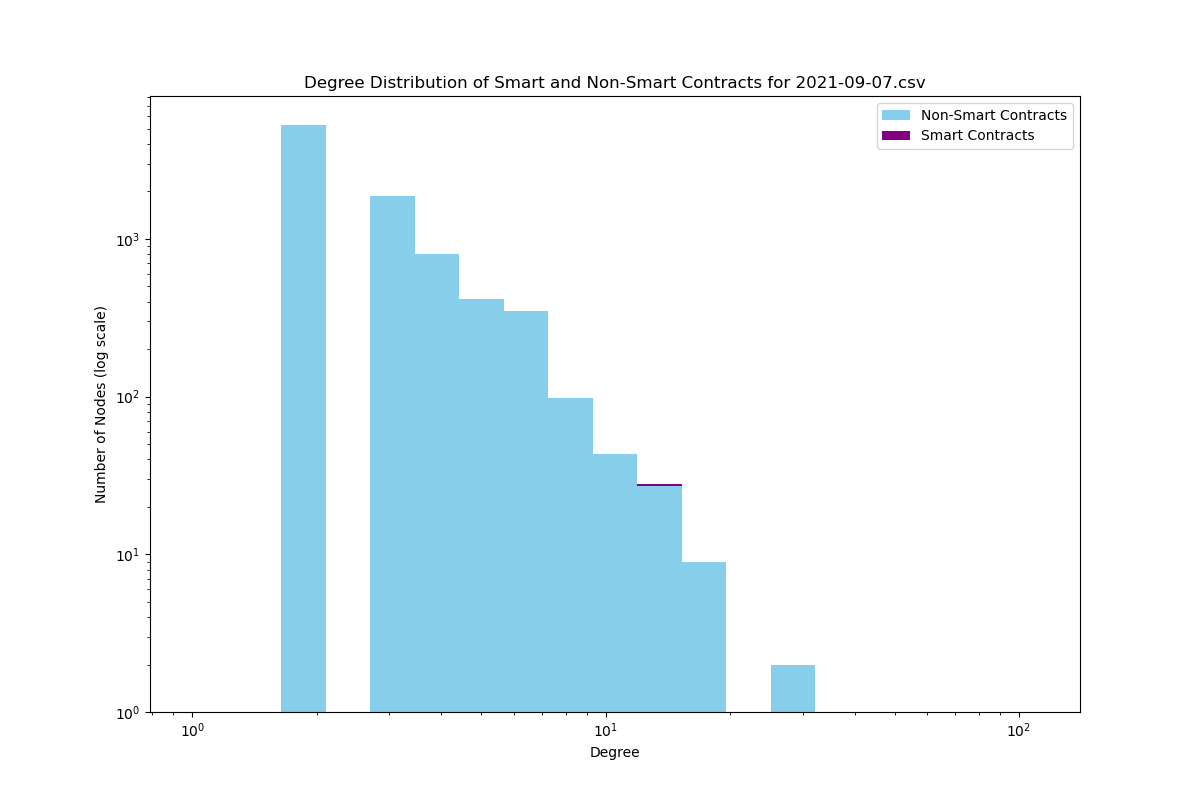 Degree Distribution of Smart and Non-Smart Contracts for 2021-09-07.csv
Non-Smart Contracts
Smart Contracts
Number of Nodes (log scale)
10³
10²
10¹
10⁰
10⁰ 10¹ 10²
Degree